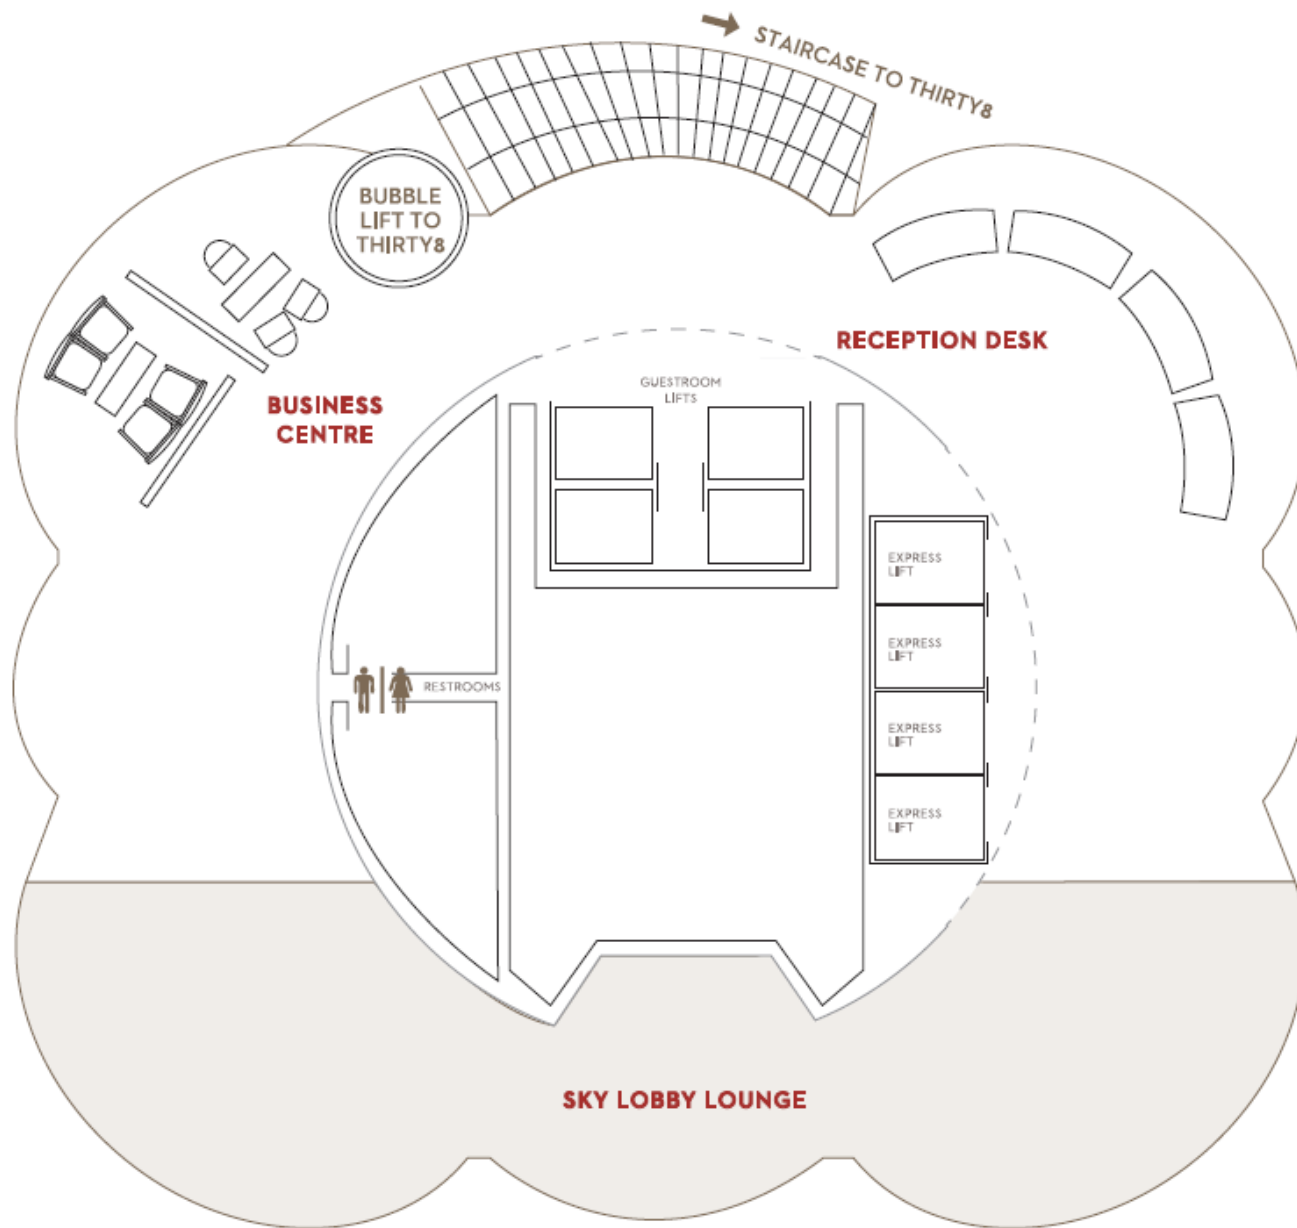 STAIRCASE TO THIRTY8
BUBBLE
LIFT TO
THIRTY8
RECEPTION DESK
GUESTROOM
LIFTS
BUSINESS
CENTRE
EXPRESS
LIFT
EXPRESS
LIFT
RESTROOMS
EXPRESS
LIFT
EXPRESS
LIFT
SKY LOBBY LOUNGE